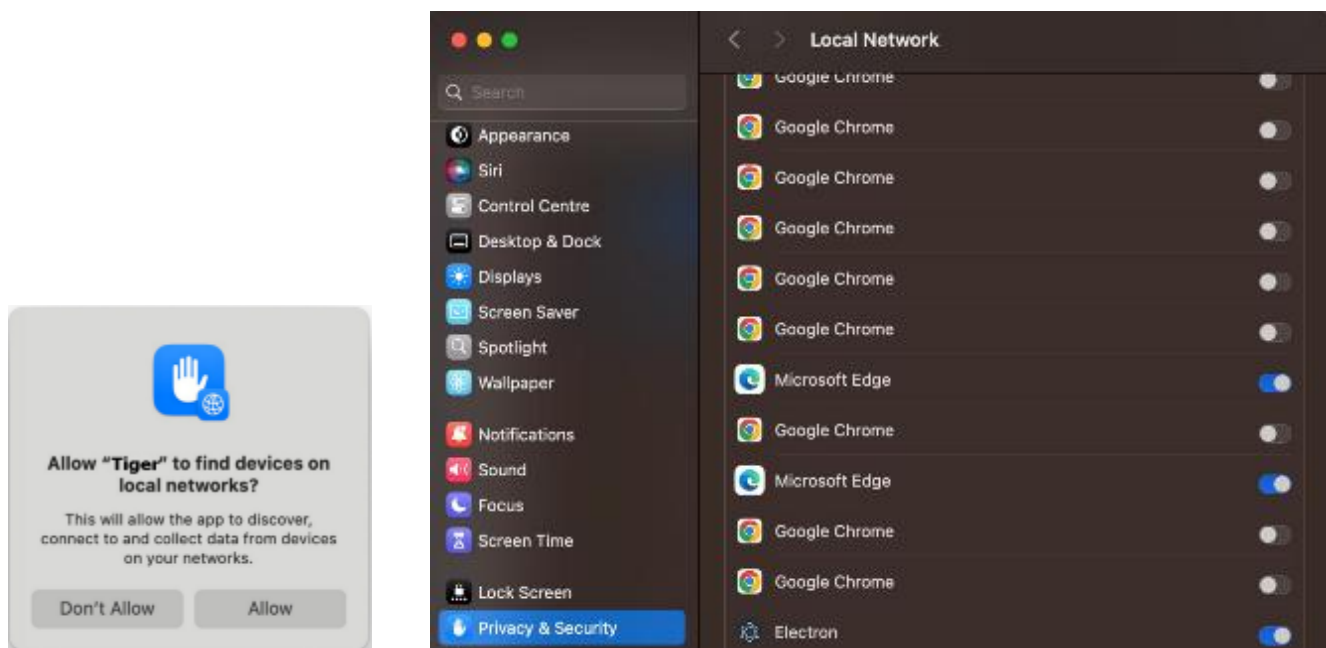 Allow “Tiger” to find devices on
local networks?
This will allow the app to discover,
connect to and collect data from devices
on your networks.
Don’t Allow
Allow
Search
Appearance
Siri
Control Centre
Desktop & Dock
Displays
Screen Saver
Spotlight
Wallpaper
Notifications
Sound
Focus
Screen Time
Lock Screen
Privacy & Security
Local Network
Google Chrome
Google Chrome
Google Chrome
Google Chrome
Google Chrome
Google Chrome
Microsoft Edge
Google Chrome
Microsoft Edge
Google Chrome
Google Chrome
Electron